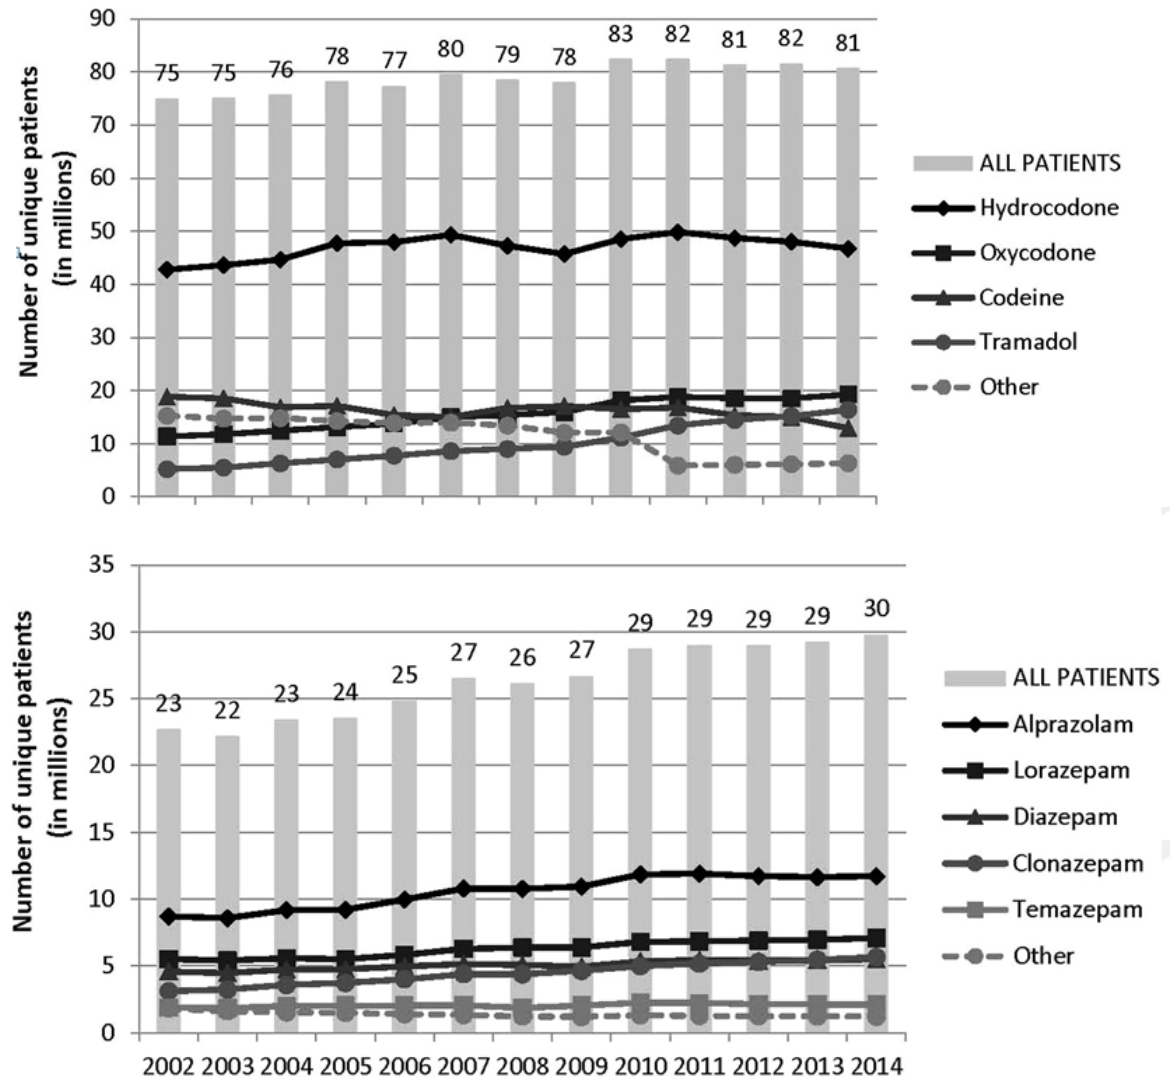 90
80
70
60
50
40
30
20
10
0
Number of unique patients
(in millions)
75 75 76 78 77 80 79 78 83 82 81 82 81
ALL PATIENTS
Hydrocodone
Oxycodone
Codeine
Tramadol
Other
35
30
25
20
15
10
5
0
Number of unique patients
(in millions)
23 22 23 24 25 27 26 27 29 29 29 29 30
2002 2003 2004 2005 2006 2007 2008 2009 2010 2011 2012 2013 2014
ALL PATIENTS
Alprazolam
Lorazepam
Diazepam
Clonazepam
Temazepam
Other